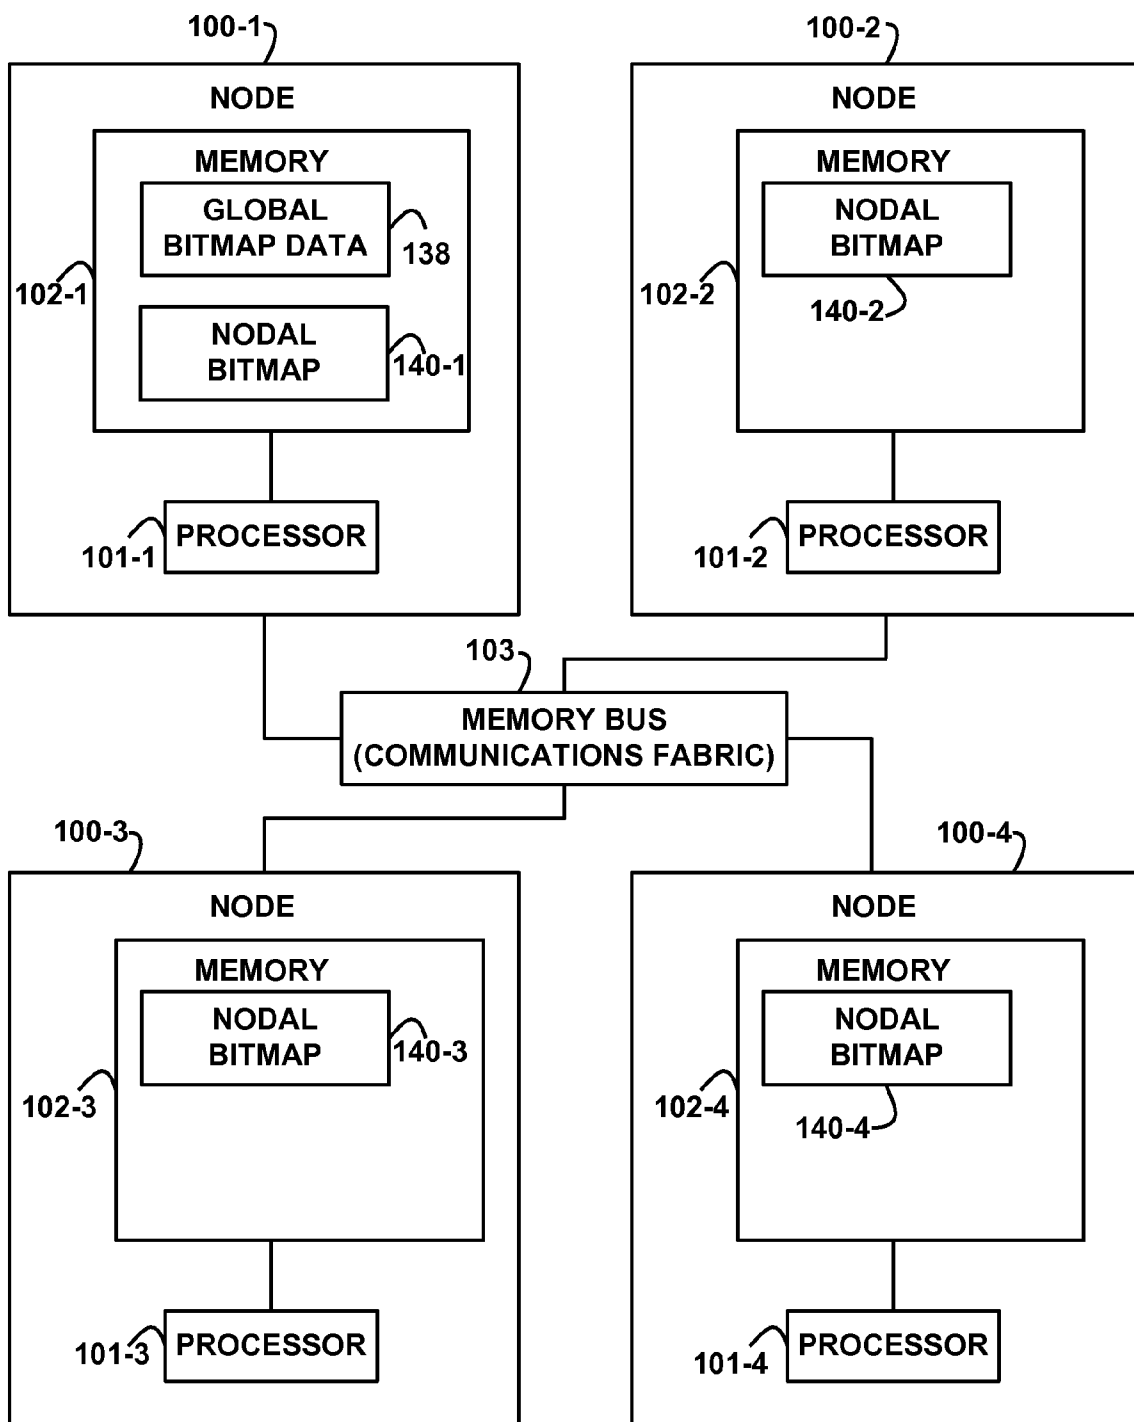 100-1
NODE
MEMORY
GLOBAL
BITMAP DATA
138
102-1
NODAL
BITMAP
140-1
PROCESSOR
101-1
100-2
NODE
MEMORY
NODAL
BITMAP
102-2
140-2
PROCESSOR
101-2
103
MEMORY BUS
(COMMUNICATIONS FABRIC)
100-3
NODE
MEMORY
NODAL
BITMAP
140-3
102-3
PROCESSOR
101-3
100-4
NODE
MEMORY
NODAL
BITMAP
102-4
140-4
PROCESSOR
101-4